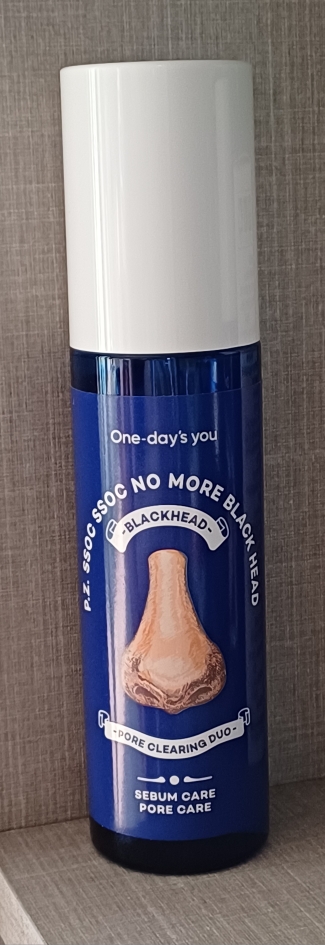 One-day's you
P.Z. SSOC SSOC NO MORE BLACK HEAD
-BLACKHEAD-
-PORE CLEARING DUO-
SEBUM CARE
PORE CARE